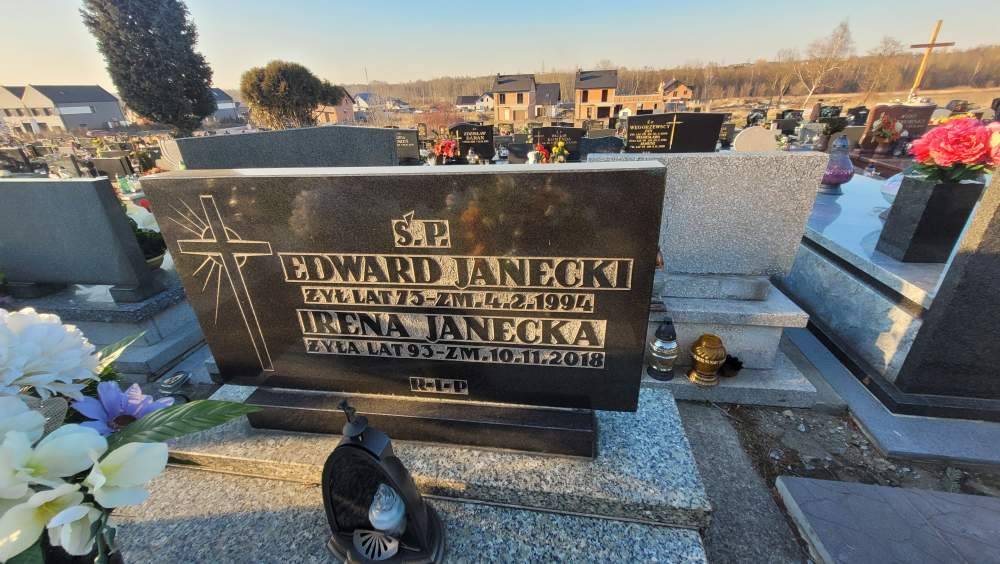 Ś.P.
EDWARD JANECKI
ŻYŁ LAT 75-ZM. 4.2.1994
IRENA JANECKA
ŻYŁA LAT 93-ZM. 10.11.2018
R-I-P